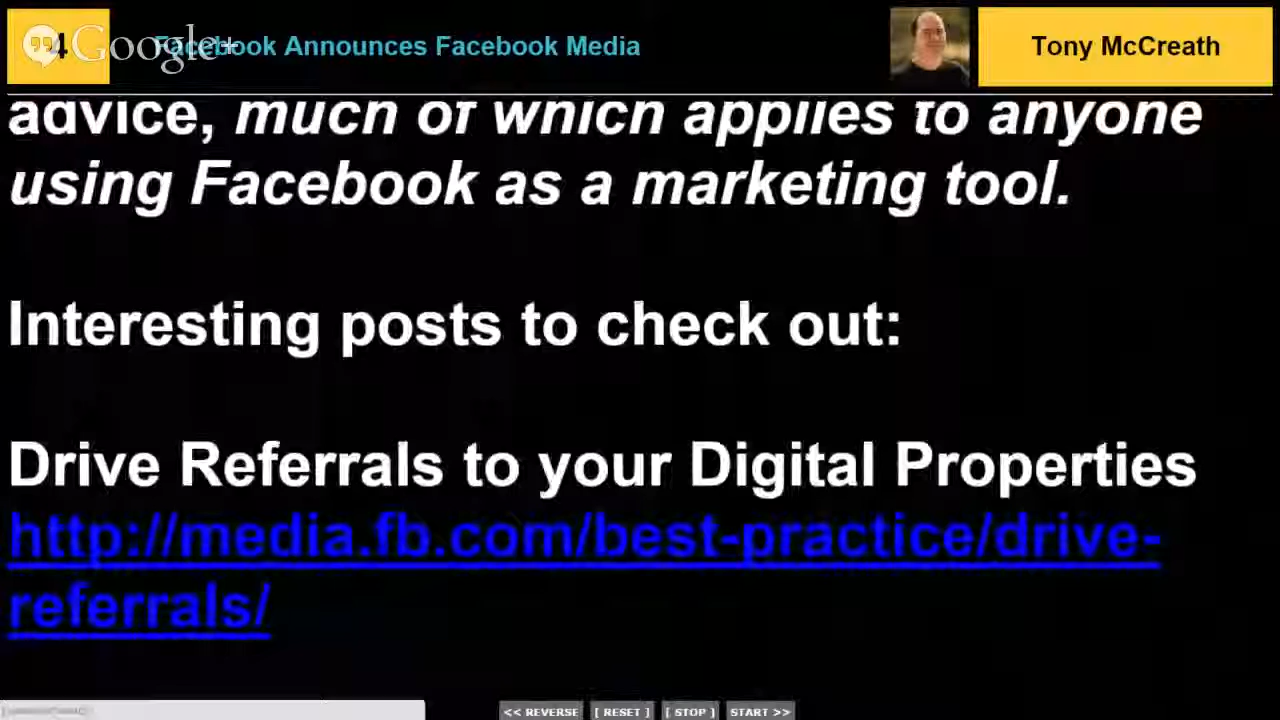 4
Google+
Facebook Announces Facebook Media
Tony McCreath
advice, much of which applies to anyone
using Facebook as a marketing tool.
Interesting posts to check out:
Drive Referrals to your Digital Properties
http://media.fb.com/best-practice/drive-
referrals/
<< REVERSE [ RESET ] [ STOP ] START >>